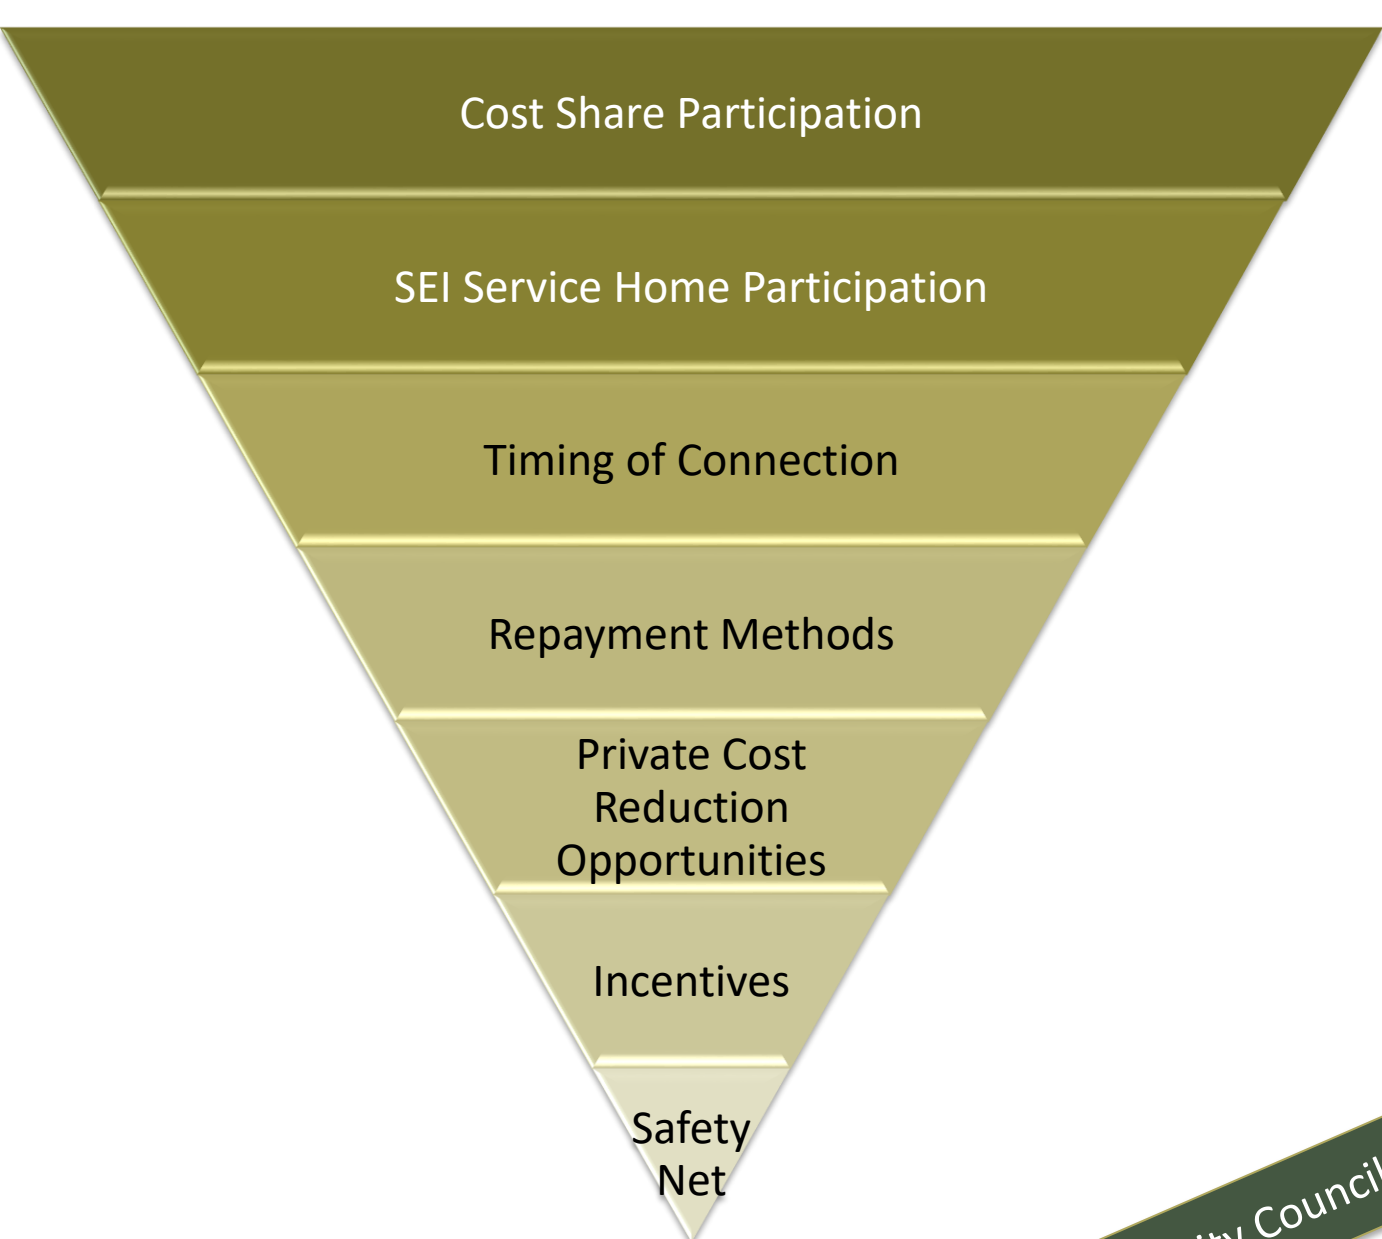 Cost Share Participation
SEI Service Home Participation
Timing of Connection
Repayment Methods
Private Cost
Reduction
Opportunities
Incentives
Safety
Net
Council